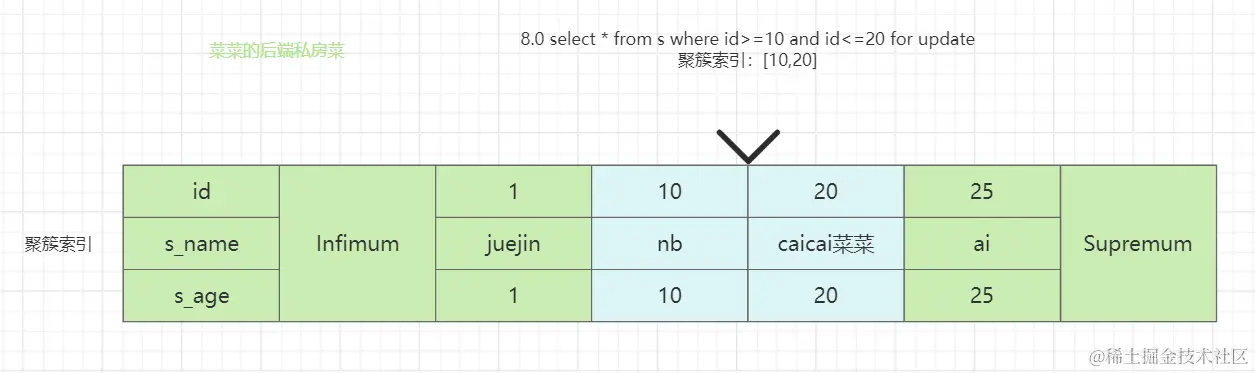 菜菜的后端私房菜
8.0 select * from s where id>=10 and id<=20 for update
聚簇索引：[10,20]
聚簇索引
id Infimum 1 10 20 25 Supremum
s_name juejin nb caicai菜菜 ai
s_age 1 10 20 25
@稀土掘金技术社区